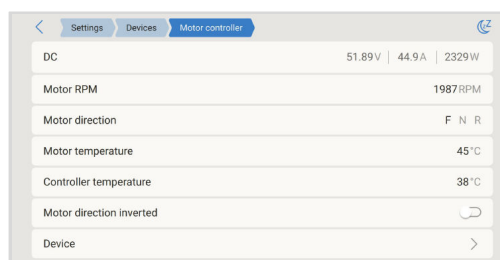 Settings Devices Motor controller
DC 51.89V | 44.9A | 2329W
Motor RPM 1987RPM
Motor direction F N R
Motor temperature 45°C
Controller temperature 38°C
Motor direction inverted
Device